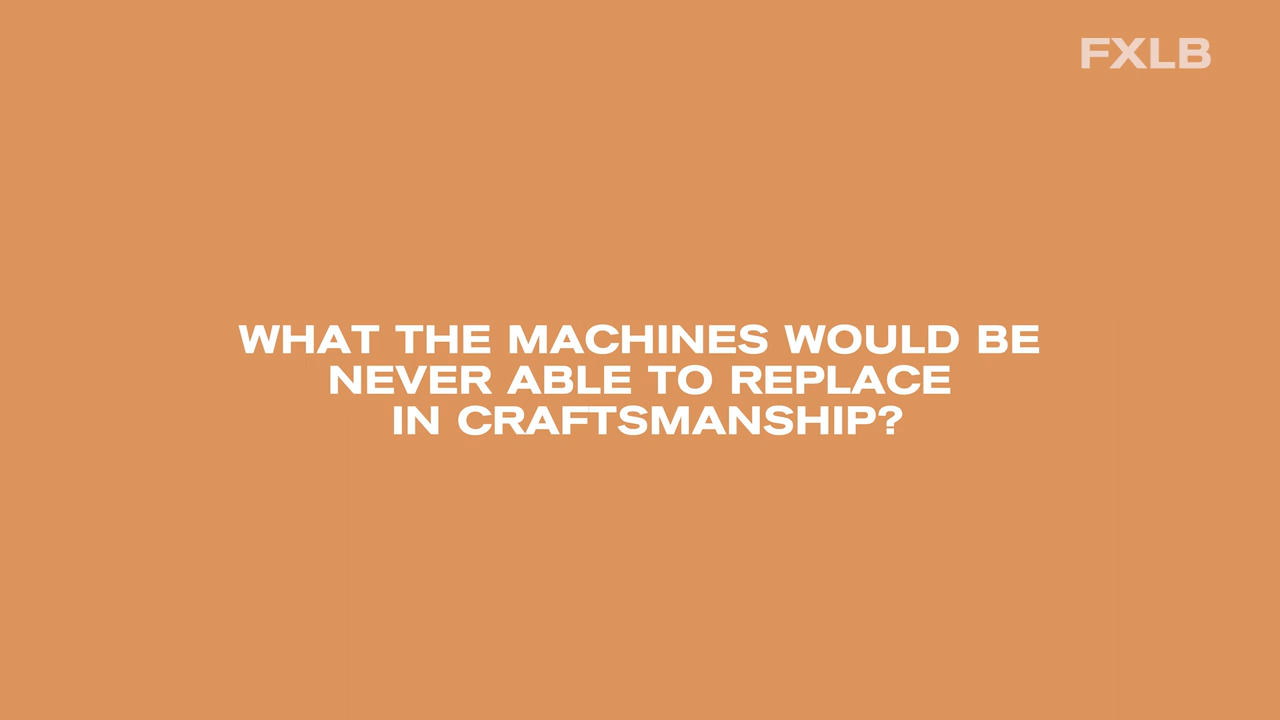 FXLB
WHAT THE MACHINES WOULD BE
NEVER ABLE TO REPLACE
IN CRAFTSMANSHIP?